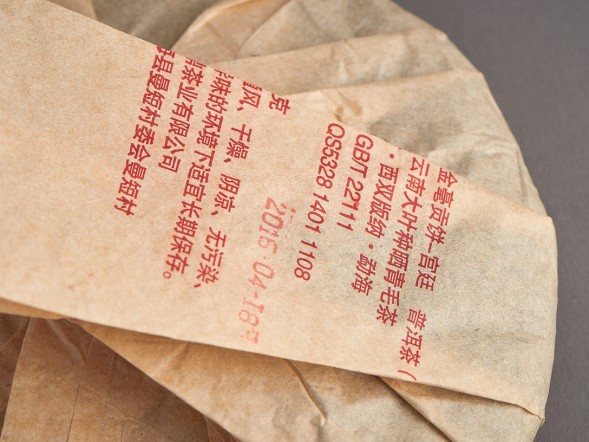 金毫贡饼-宫廷 普洱茶（
云南大叶种晒青毛茶
·西双版纳·勐海
GB/T 22111
QS5328 1401 1108
克 2016-04-18
风、干燥、阴凉、无污染、
味的环境下适宜长期保存。
茶业有限公司
县曼短村委会曼短村